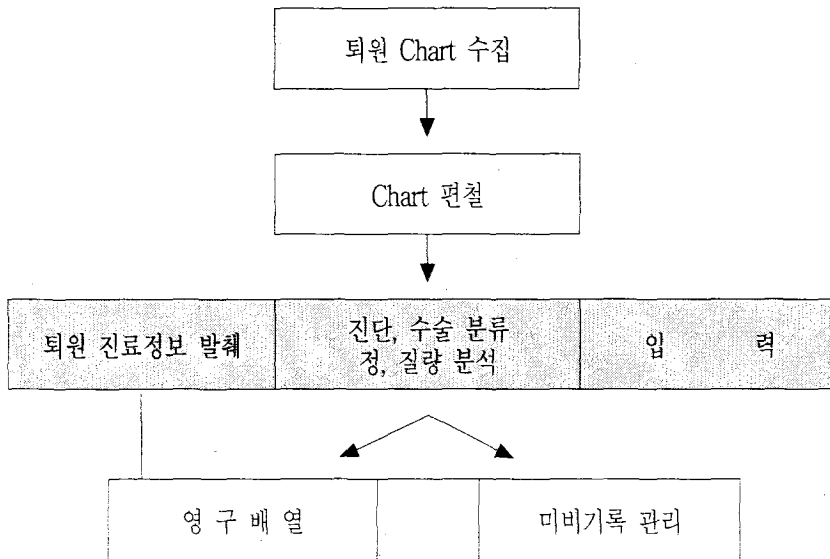 퇴원 Chart 수집
Chart 편철
퇴원 진료정보 발췌
진단, 수술 분류
정, 질량 분석
입 력
영 구 배 열
미비기록 관리